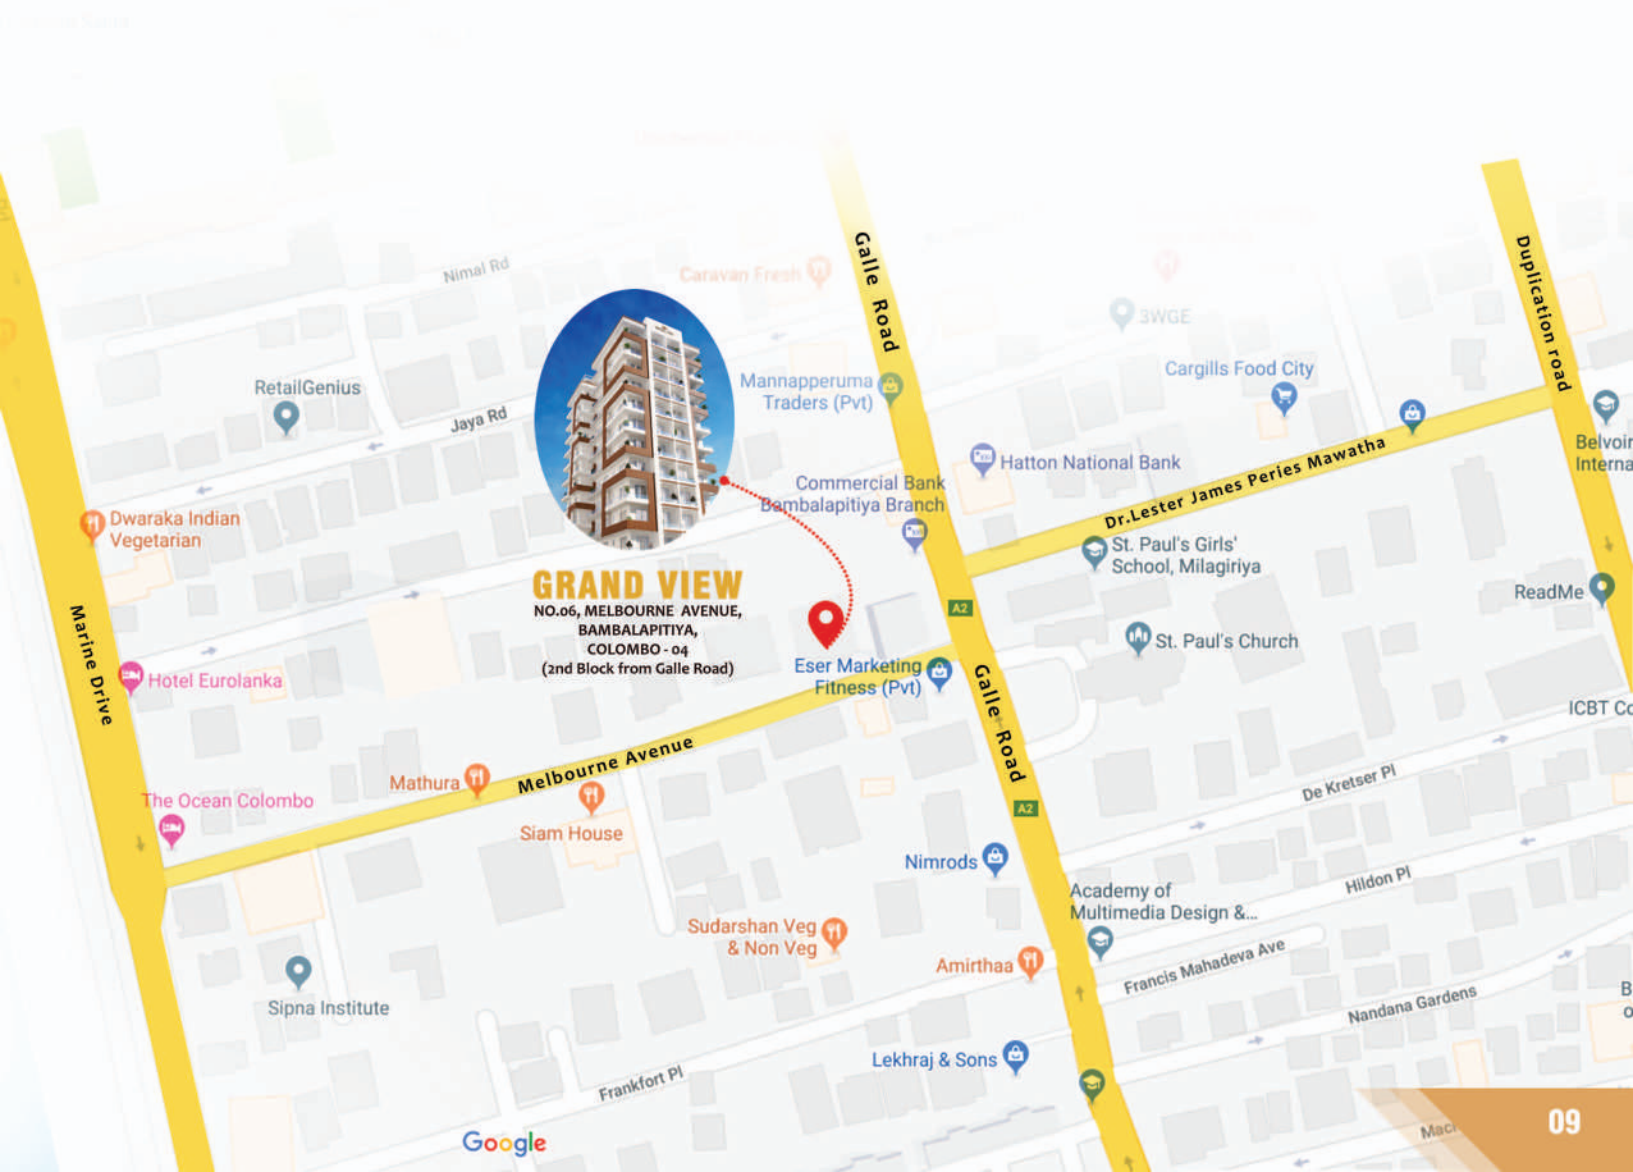 Nimal Rd
Caravan Fresh
Galle Road
Duplication road
3WGE
Cargills Food City
RetailGenius
Mannapperuma
Traders (Pvt)
Jaya Rd
Hatton National Bank
Dr.Lester James Peries Mawatha
Belvoir
Interna
Commercial Bank
Bambalapitiya Branch
Dwaraka Indian
Vegetarian
St. Paul's Girls'
School, Milagiriya
ReadMe
GRAND VIEW
NO.06, MELBOURNE AVENUE,
BAMBALAPITIYA,
COLOMBO - 04
(2nd Block from Galle Road)
A2
St. Paul's Church
Marine Drive
Hotel Eurolanka
Eser Marketing
Fitness (Pvt)
Galle Road
ICBT Co
Melbourne Avenue
Mathura
The Ocean Colombo
Siam House
De Kretser Pl
A2
Nimrods
Hildon Pl
Academy of
Multimedia Design &...
Sudarshan Veg
& Non Veg
Amirthaa
Francis Mahadeva Ave
Sipna Institute
Nandana Gardens
B
o
Lekhraj & Sons
Frankfort Pl
Google
Maci
09